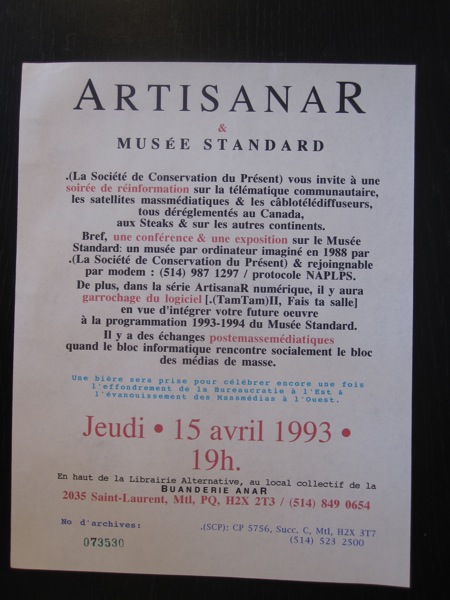 ARTISANAR
&
MUSÉE STANDARD
.(La Société de Conservation du Présent) vous invite à une
soirée de réinformation sur la télématique communautaire,
les satellites massmédiatiques & les câblotélédiffuseurs,
tous déréglementés au Canada,
aux Steaks & sur les autres continents.
Bref, une conférence & une exposition sur le Musée
Standard: un musée par ordinateur imaginé en 1988 par
.(La Société de Conservation du Présent) & rejoingnable
par modem : (514) 987 1297 / protocole NAPLPS.
De plus, dans la série ArtisanaR numérique, il y aura
garrochage du logiciel [.(TamTam)II, Fais ta salle]
en vue d'intégrer votre future oeuvre
à la programmation 1993-1994 du Musée Standard.
Il y a des échanges postemassemédiatiques
quand le bloc informatique rencontre socialement le bloc
des médias de masse.
Une bière sera prise pour célébrer encore une fois
l'effondrement de la Bureaucratie à l'Est &
l'évanouissement des Massmédias à l'Ouest.
Jeudi • 15 avril 1993 •
19h.
En haut de la Librairie Alternative, au local collectif de la
BUANDERIE ANAR
2035 Saint-Laurent, Mtl, PQ, H2X 2T3 / (514) 849 0654
No d'archives:
073530
.(SCP): CP 5756, Succ. C, Mtl, H2X 3T7
(514) 523 2500